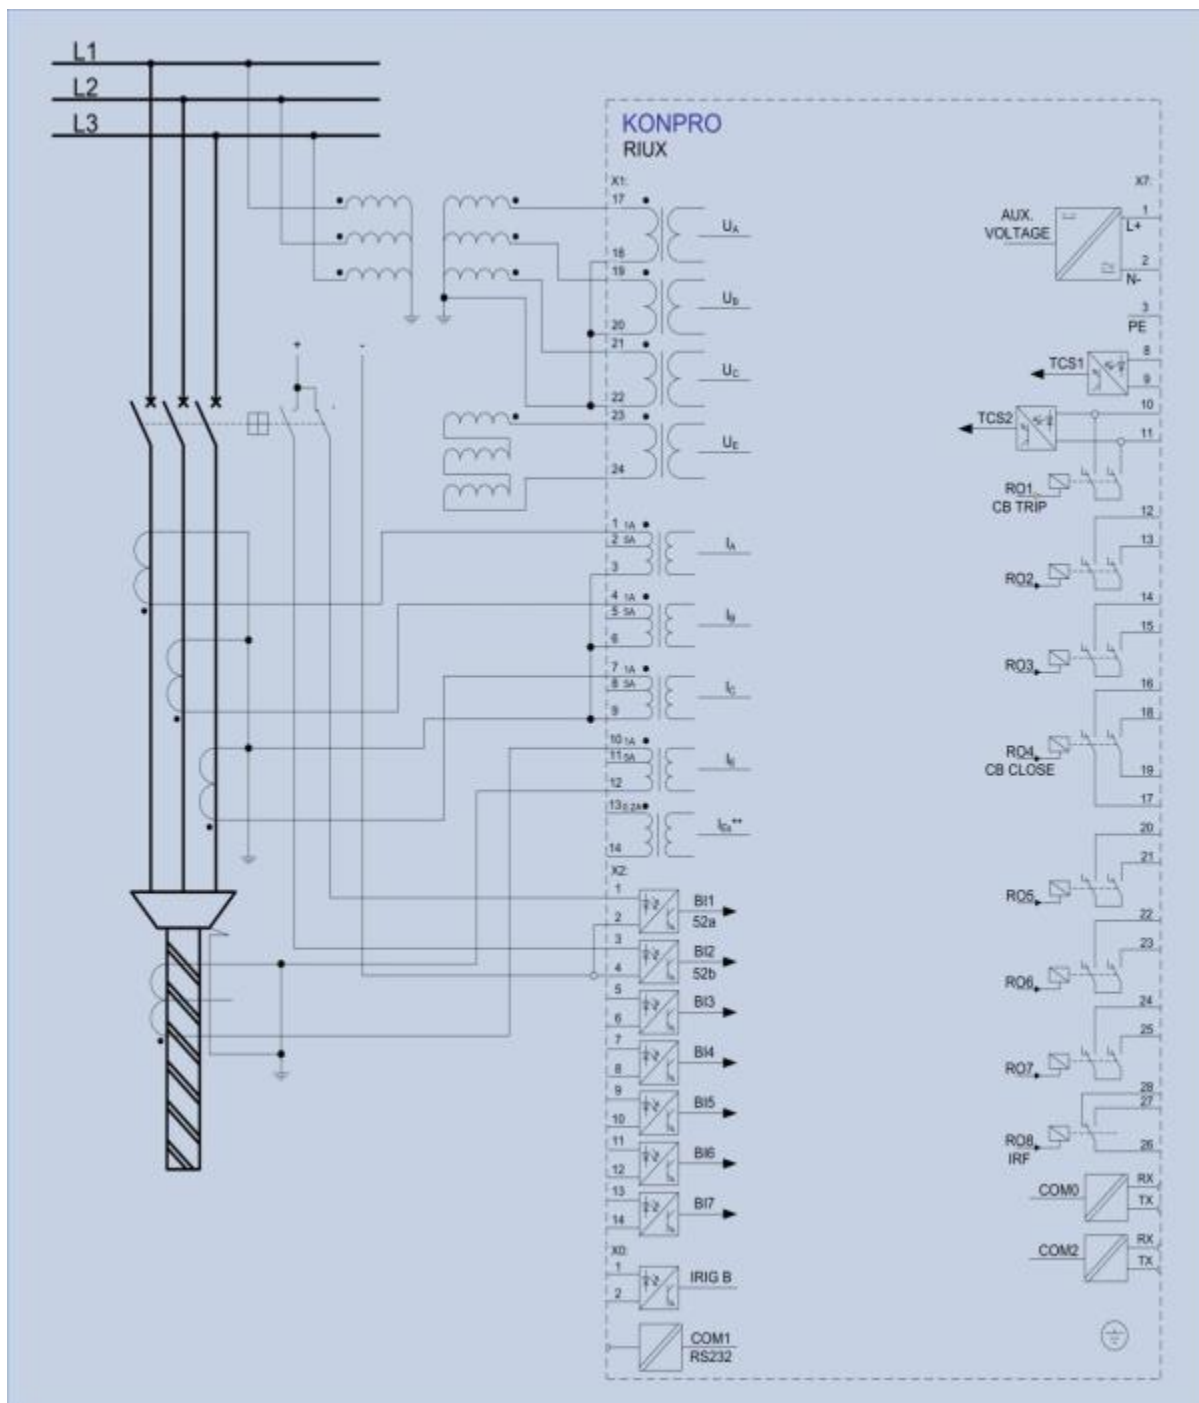 L1
L2
L3
KONPRO
RIUX
X1:
17
18
19
20
21
22
23
24
UA
UB
UC
UE
1 1A
2 5A
3
IA
4 1A
5 5A
6
IB
7 1A
8 5A
9
IC
10 1A
11 5A
12
IE
13 0.2A
14
IEs**
+
-
X2:
1
2
BI1
52a
3
4
BI2
52b
5
6
BI3
7
8
BI4
9
10
BI5
11
12
BI6
13
14
BI7
X0:
1
2
IRIG B
COM1
RS232
X7:
AUX.
VOLTAGE
1
L+
2
N-
3
PE
TCS1
8
9
TCS2
10
11
RO1
CB TRIP
12
13
RO2
14
15
RO3
16
18
RO4
CB CLOSE
19
17
20
21
RO5
22
23
RO6
24
25
RO7
28
27
RO8
IRF
26
COM0
RX
TX
COM2
RX
TX